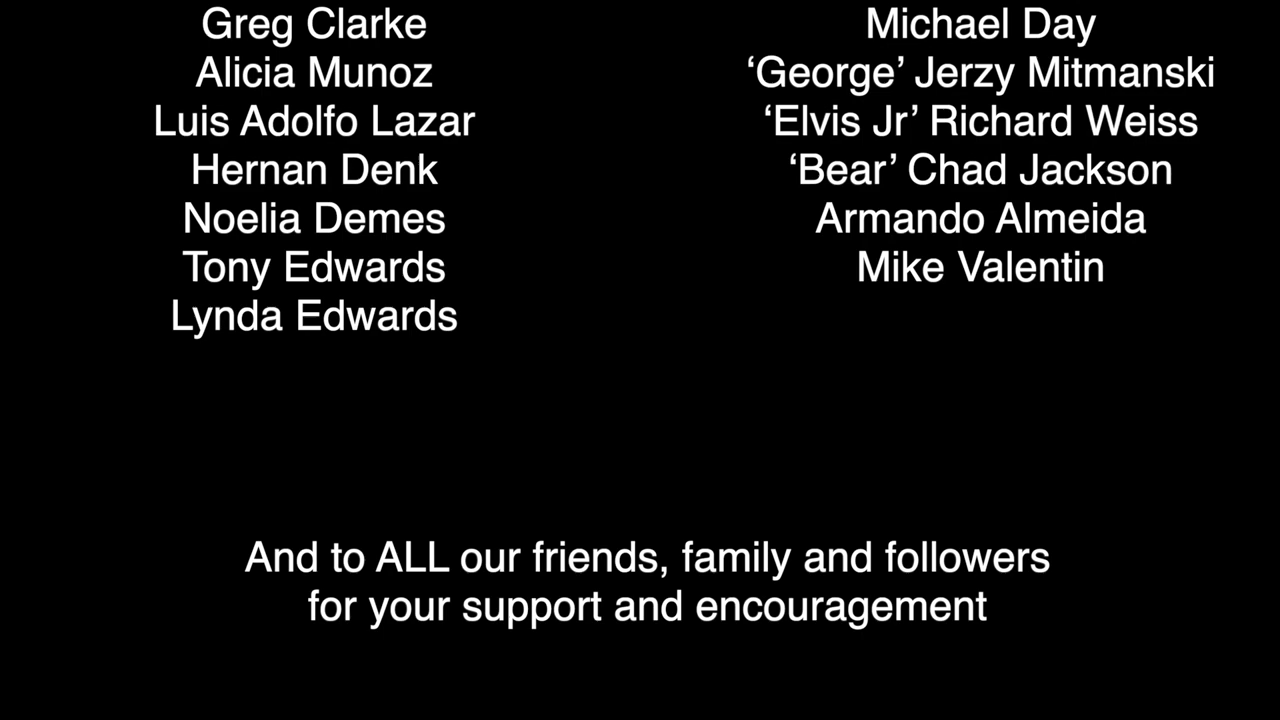 Greg Clarke
Alicia Munoz
Luis Adolfo Lazar
Hernan Denk
Noelia Demes
Tony Edwards
Lynda Edwards
Michael Day
‘George’ Jerzy Mitmanski
‘Elvis Jr’ Richard Weiss
‘Bear’ Chad Jackson
Armando Almeida
Mike Valentin
And to ALL our friends, family and followers
for your support and encouragement